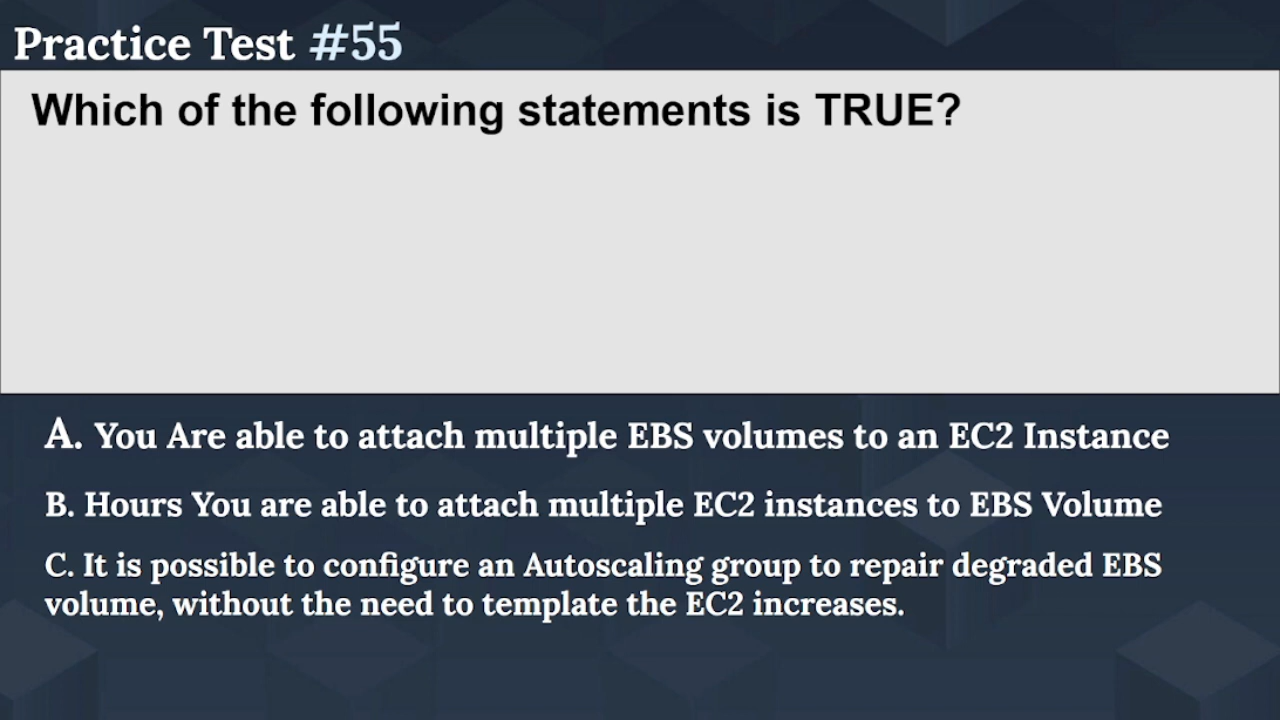 Practice Test #55
Which of the following statements is TRUE?
A. You Are able to attach multiple EBS volumes to an EC2 Instance
B. Hours You are able to attach multiple EC2 instances to EBS Volume
C. It is possible to configure an Autoscaling group to repair degraded EBS
volume, without the need to template the EC2 increases.